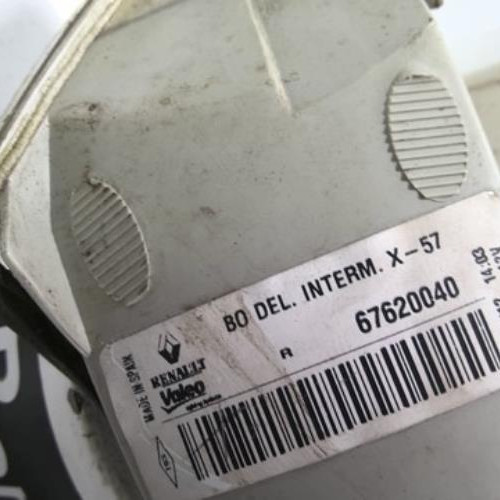 BO DEL. INTERM. X-57
R 67620040
MADE IN SPAIN
RENAULT
Valeo
14:03